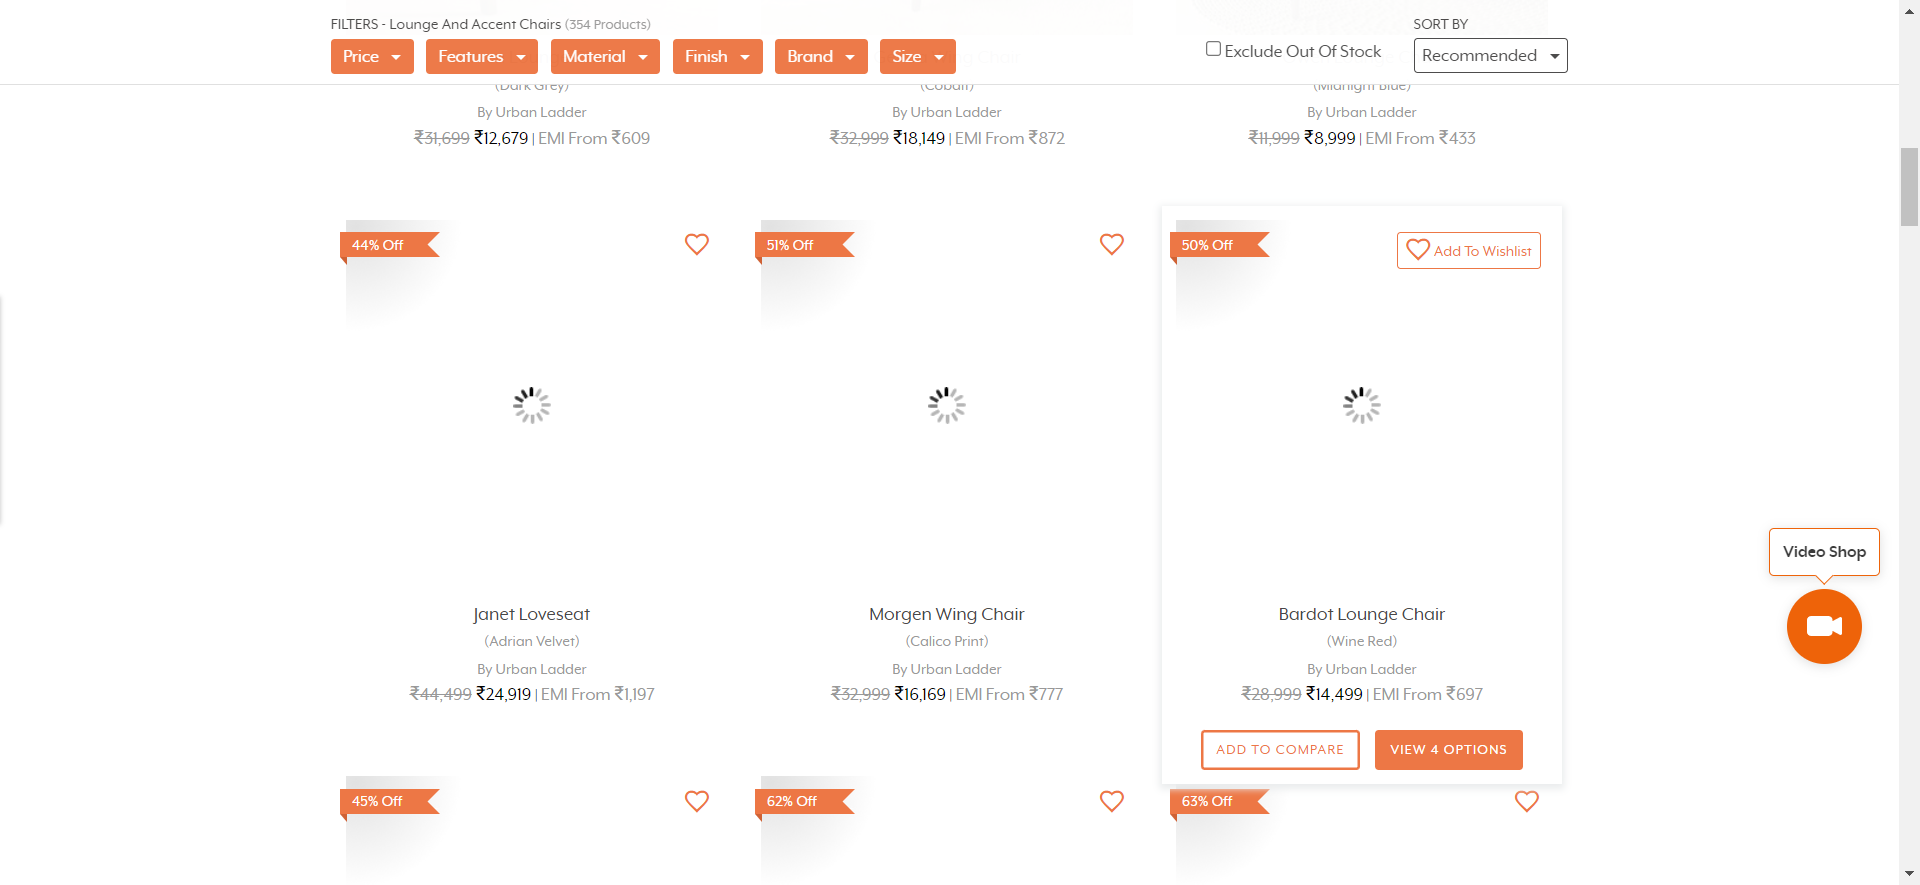 FILTERS - Lounge And Accent Chairs (354 Products)
SORT BY
Price
Features
Material
Finish
Brand
Size
Exclude Out Of Stock
Recommended
(Dark Grey)
(Cobalt)
(Midnight Blue)
By Urban Ladder
By Urban Ladder
By Urban Ladder
₹31,699 ₹12,679 | EMI From ₹609
₹32,999 ₹18,149 | EMI From ₹872
₹11,999 ₹8,999 | EMI From ₹433
44% Off
51% Off
50% Off
Add To Wishlist
Video Shop
Janet Loveseat
(Adrian Velvet)
By Urban Ladder
₹44,499 ₹24,919 | EMI From ₹1,197
Morgen Wing Chair
(Calico Print)
By Urban Ladder
₹32,999 ₹16,169 | EMI From ₹777
Bardot Lounge Chair
(Wine Red)
By Urban Ladder
₹28,999 ₹14,499 | EMI From ₹697
ADD TO COMPARE
VIEW 4 OPTIONS
45% Off
62% Off
63% Off